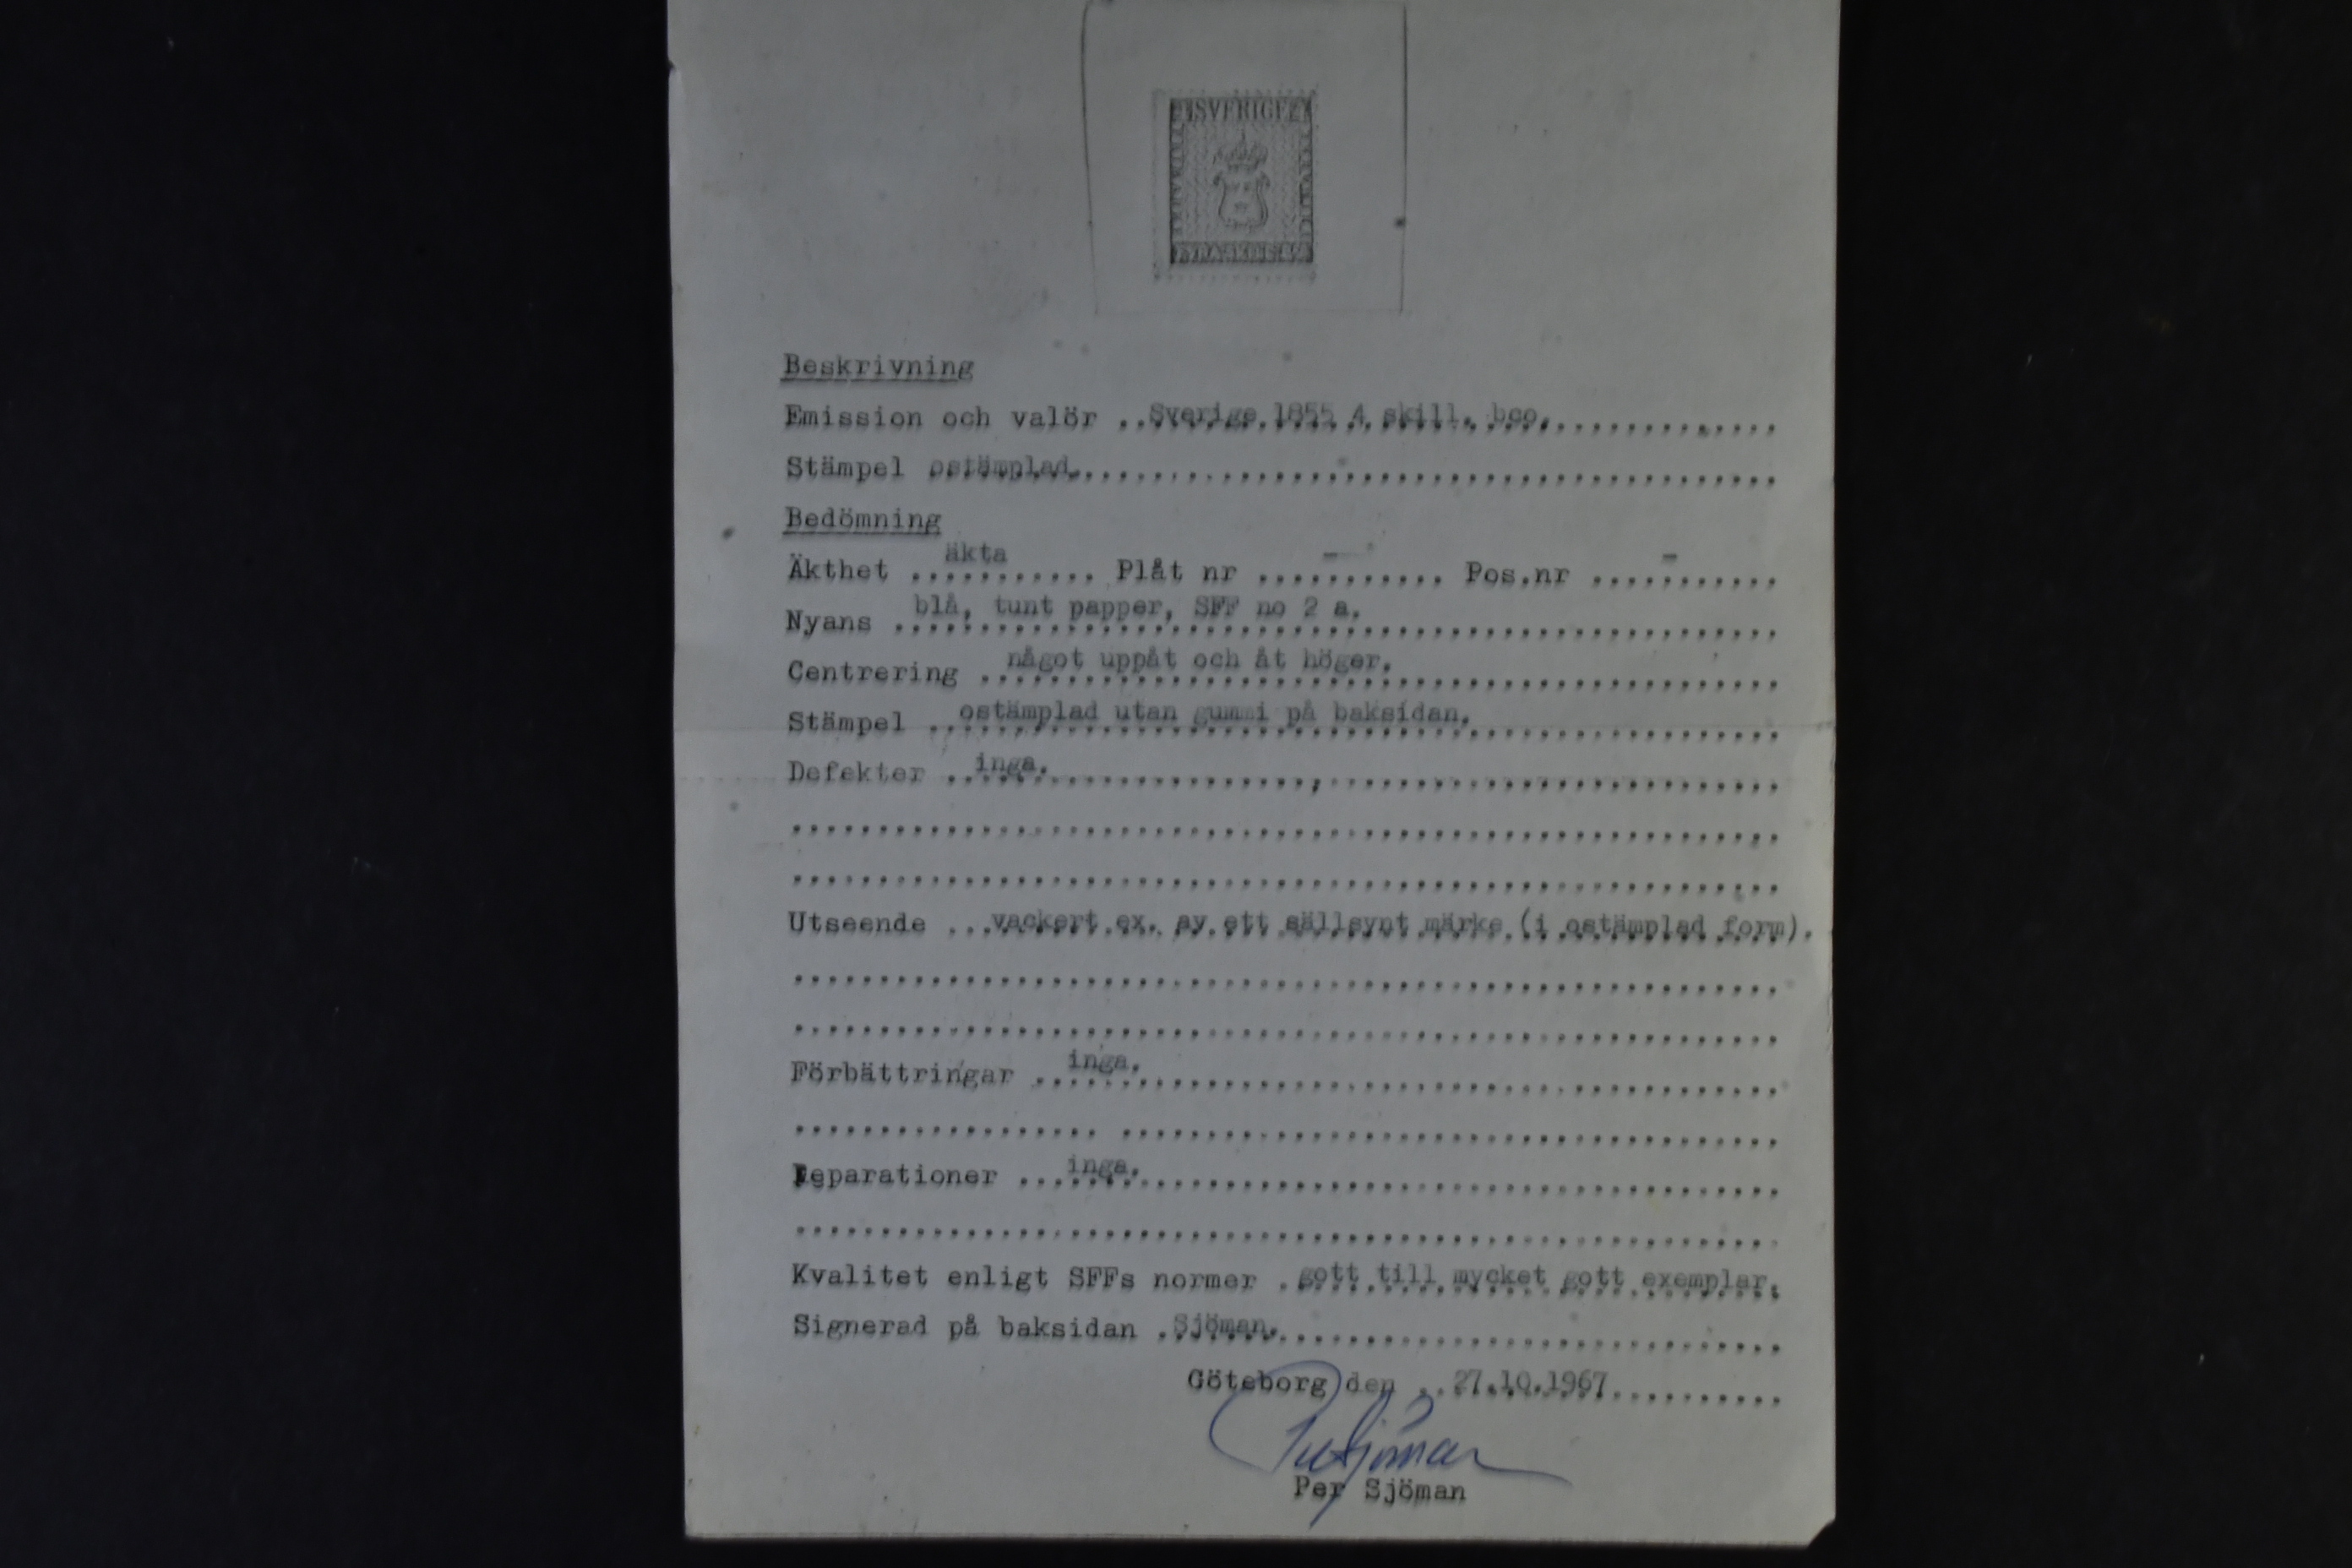 SVERIGE
Beskrivning
Emission och valör ..Sverige 1855 4 skill. bco.
Stämpel ostämplad.
Bedömning
Äkthet äkta Plåt nr - Pos.nr -
Nyans blå, tunt papper, SFF no 2 a.
Centrering något uppåt och åt höger.
Stämpel ostämplad utan gummi på baksidan.
Defekter inga.
Utseende vackert ex. av ett sällsynt märke (i ostämplad form).
Förbättringar inga.
Reparationer inga.
Kvalitet enligt SFFs normer gott till mycket gott exemplar.
Signerad på baksidan Sjöman.
Göteborg den 27.10.1967
Per Sjöman
Per Sjöman